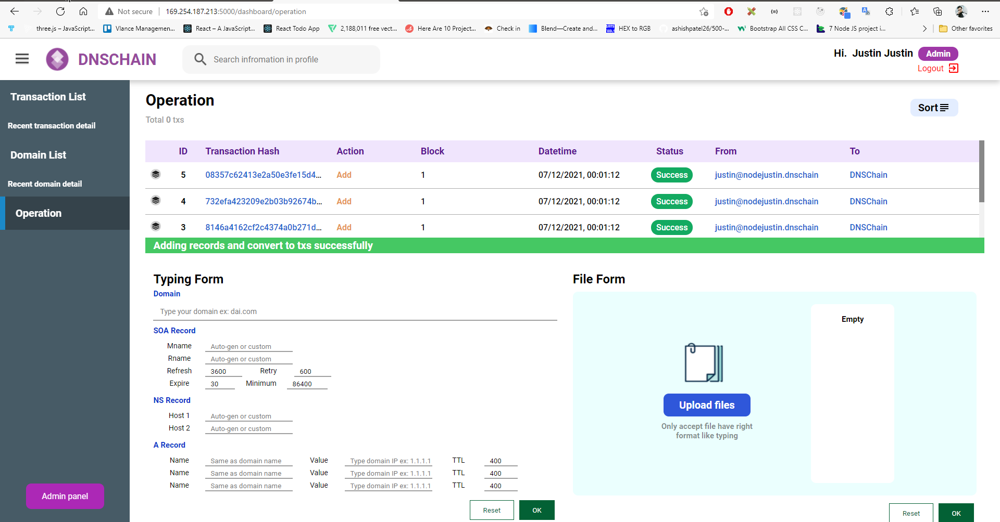 Not secure 169.254.187.213:5000/dashboard/operation
three.js – JavaScript... Vlance Managemen... React – A JavaScript... React Todo App 2,188,011 free vect... Here Are 10 Project... Check in Blend—Create and... HEX to RGB ashishpatel26/500-... Bootstrap All CSS C... 7 Node JS project i... Other favorites
DNSCHAIN
Search infromation in profile
Hi. Justin Justin Admin
Logout
Transaction List
Recent transaction detail
Domain List
Recent domain detail
Operation
Admin panel
Operation
Total 0 txs
Sort
ID Transaction Hash Action Block Datetime Status From To
5 08357c62413e2a50e3fe15d4... Add 1 07/12/2021, 00:01:12 Success justin@nodejustin.dnschain DNSChain
4 732efa423209e2b03b92674b... Add 1 07/12/2021, 00:01:12 Success justin@nodejustin.dnschain DNSChain
3 8146a4162cf2c4374a0b271d... Add 1 07/12/2021, 00:01:12 Success justin@nodejustin.dnschain DNSChain
Adding records and convert to txs successfully
Typing Form
Domain
Type your domain ex: dai.com
SOA Record
Mname Auto-gen or custom
Rname Auto-gen or custom
Refresh 3600 Retry 600
Expire 30 Minimum 86400
NS Record
Host 1 Auto-gen or custom
Host 2 Auto-gen or custom
A Record
Name Same as domain name Value Type domain IP ex: 1.1.1.1 TTL 400
Name Same as domain name Value Type domain IP ex: 1.1.1.1 TTL 400
Name Same as domain name Value Type domain IP ex: 1.1.1.1 TTL 400
Reset OK
File Form
Empty
Upload files
Only accept file have right
format like typing
Reset OK